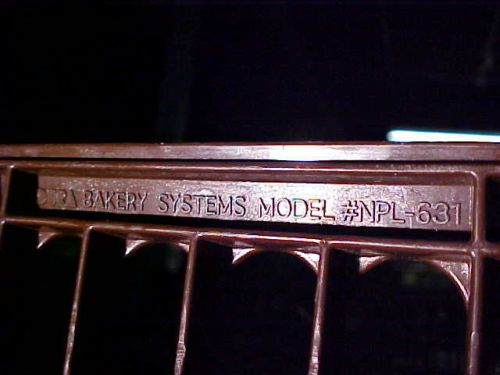 BAKERY SYSTEMS MODEL #NPL-631